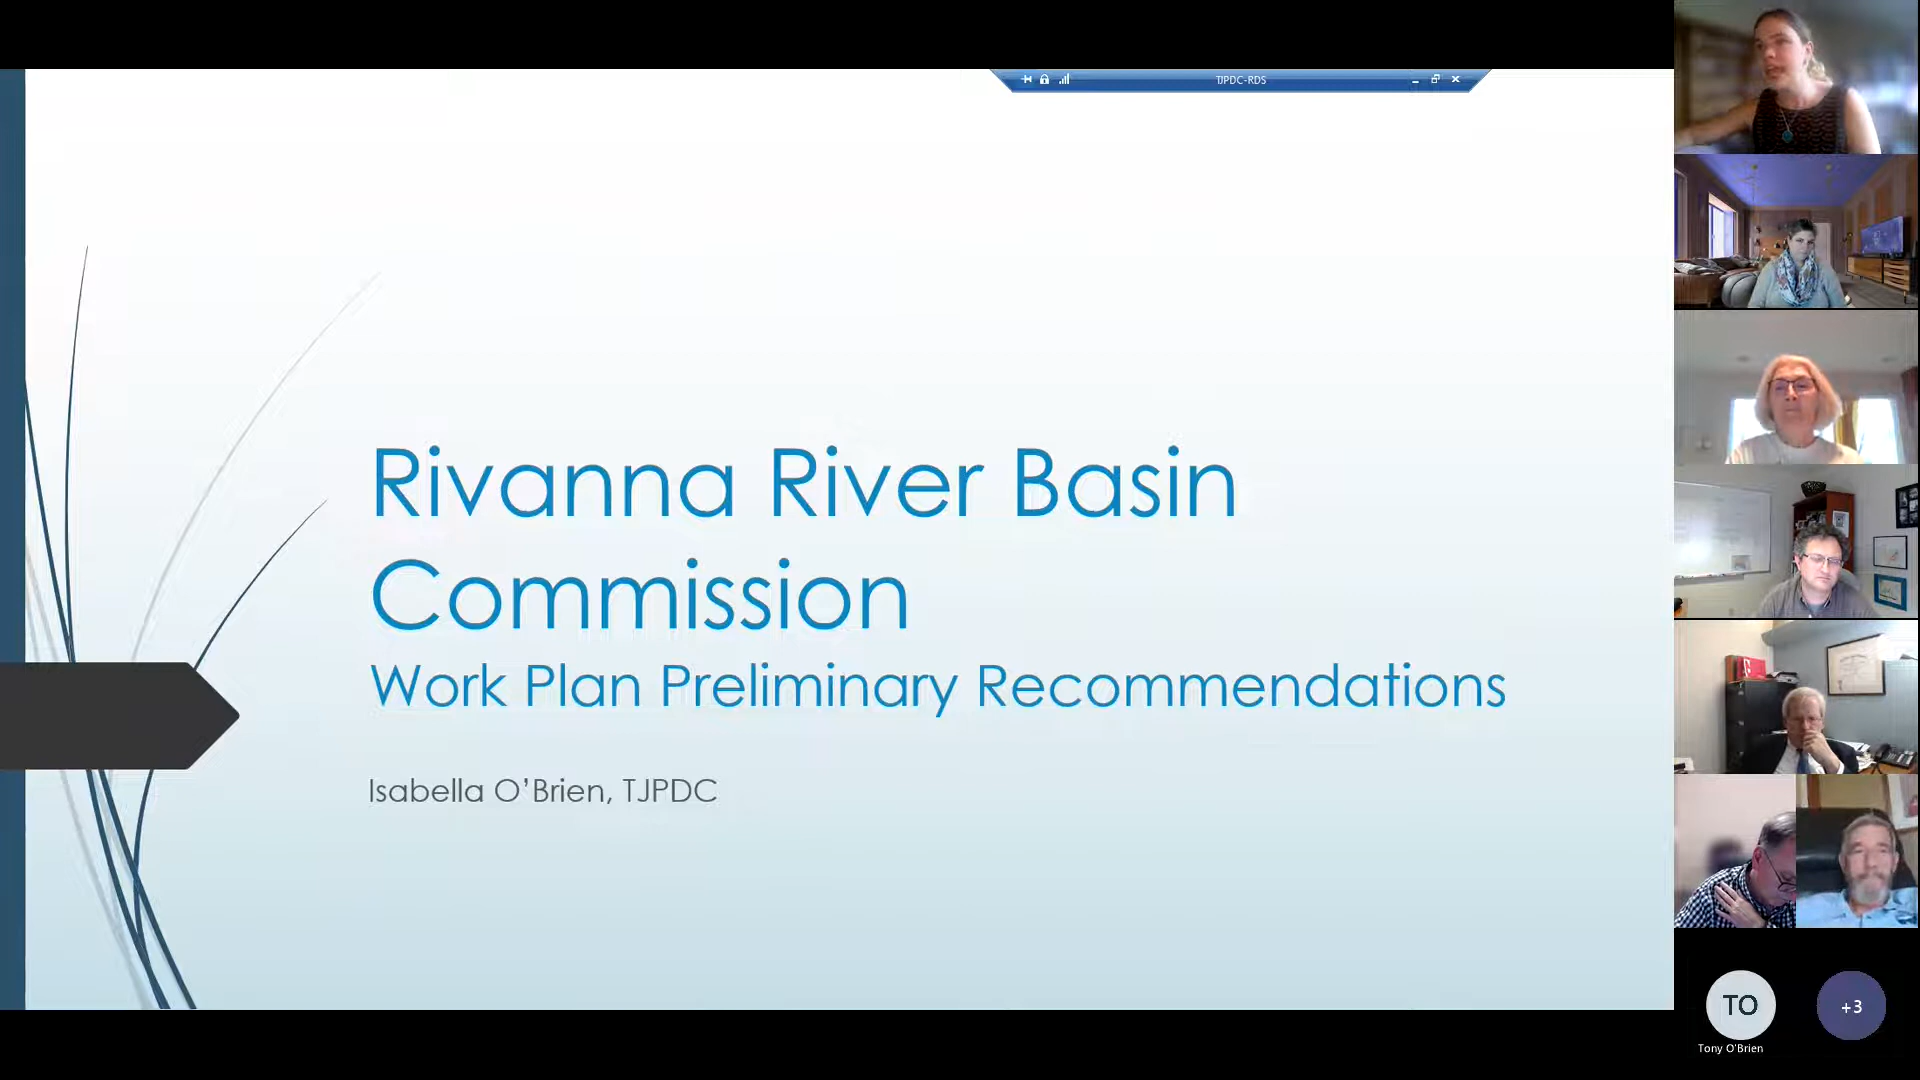 TJPDC-RDS
Rivanna River Basin
Commission
Work Plan Preliminary Recommendations
Isabella O’Brien, TJPDC
TO
+3
Tony O'Brien